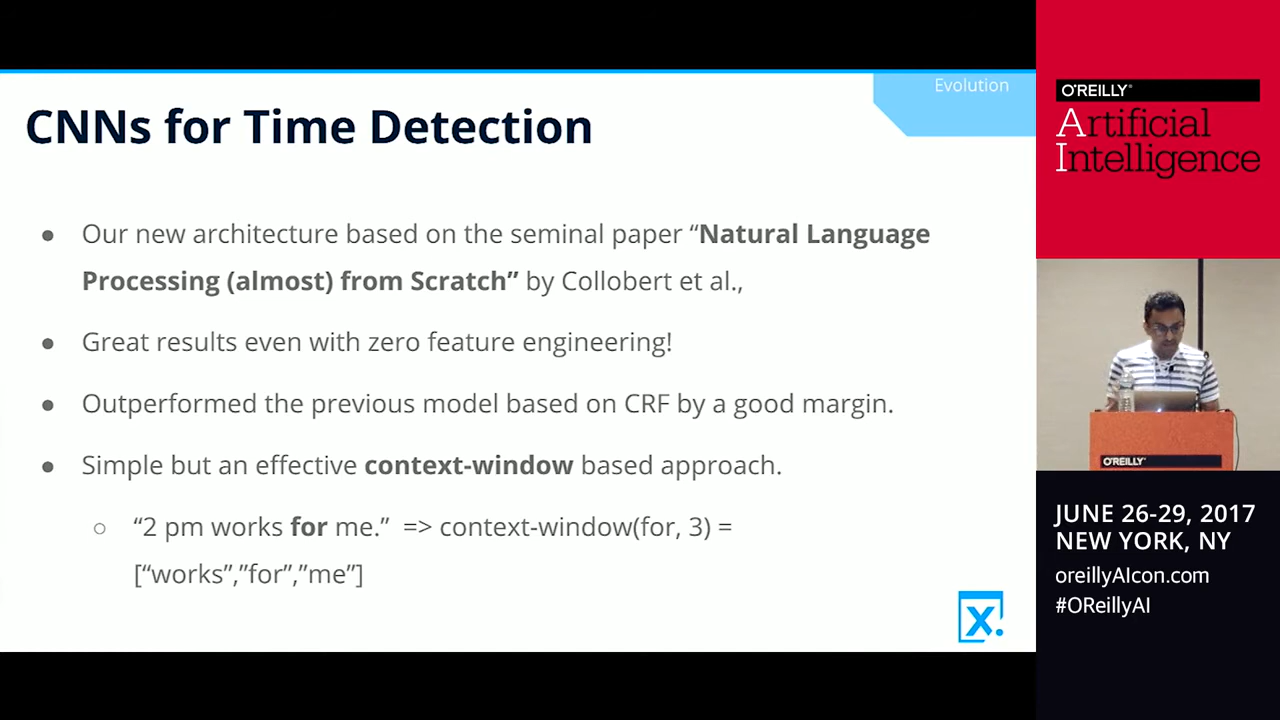 Evolution
CNNs for Time Detection
● Our new architecture based on the seminal paper “Natural Language
Processing (almost) from Scratch” by Collobert et al.,
● Great results even with zero feature engineering!
● Outperformed the previous model based on CRF by a good margin.
● Simple but an effective context-window based approach.
○ “2 pm works for me.” => context-window(for, 3) =
[“works”,”for”,”me”]
x.
O'REILLY®
Artificial
Intelligence
O'REILLY®
JUNE 26-29, 2017
NEW YORK, NY
oreillyAIcon.com
#OReillyAI